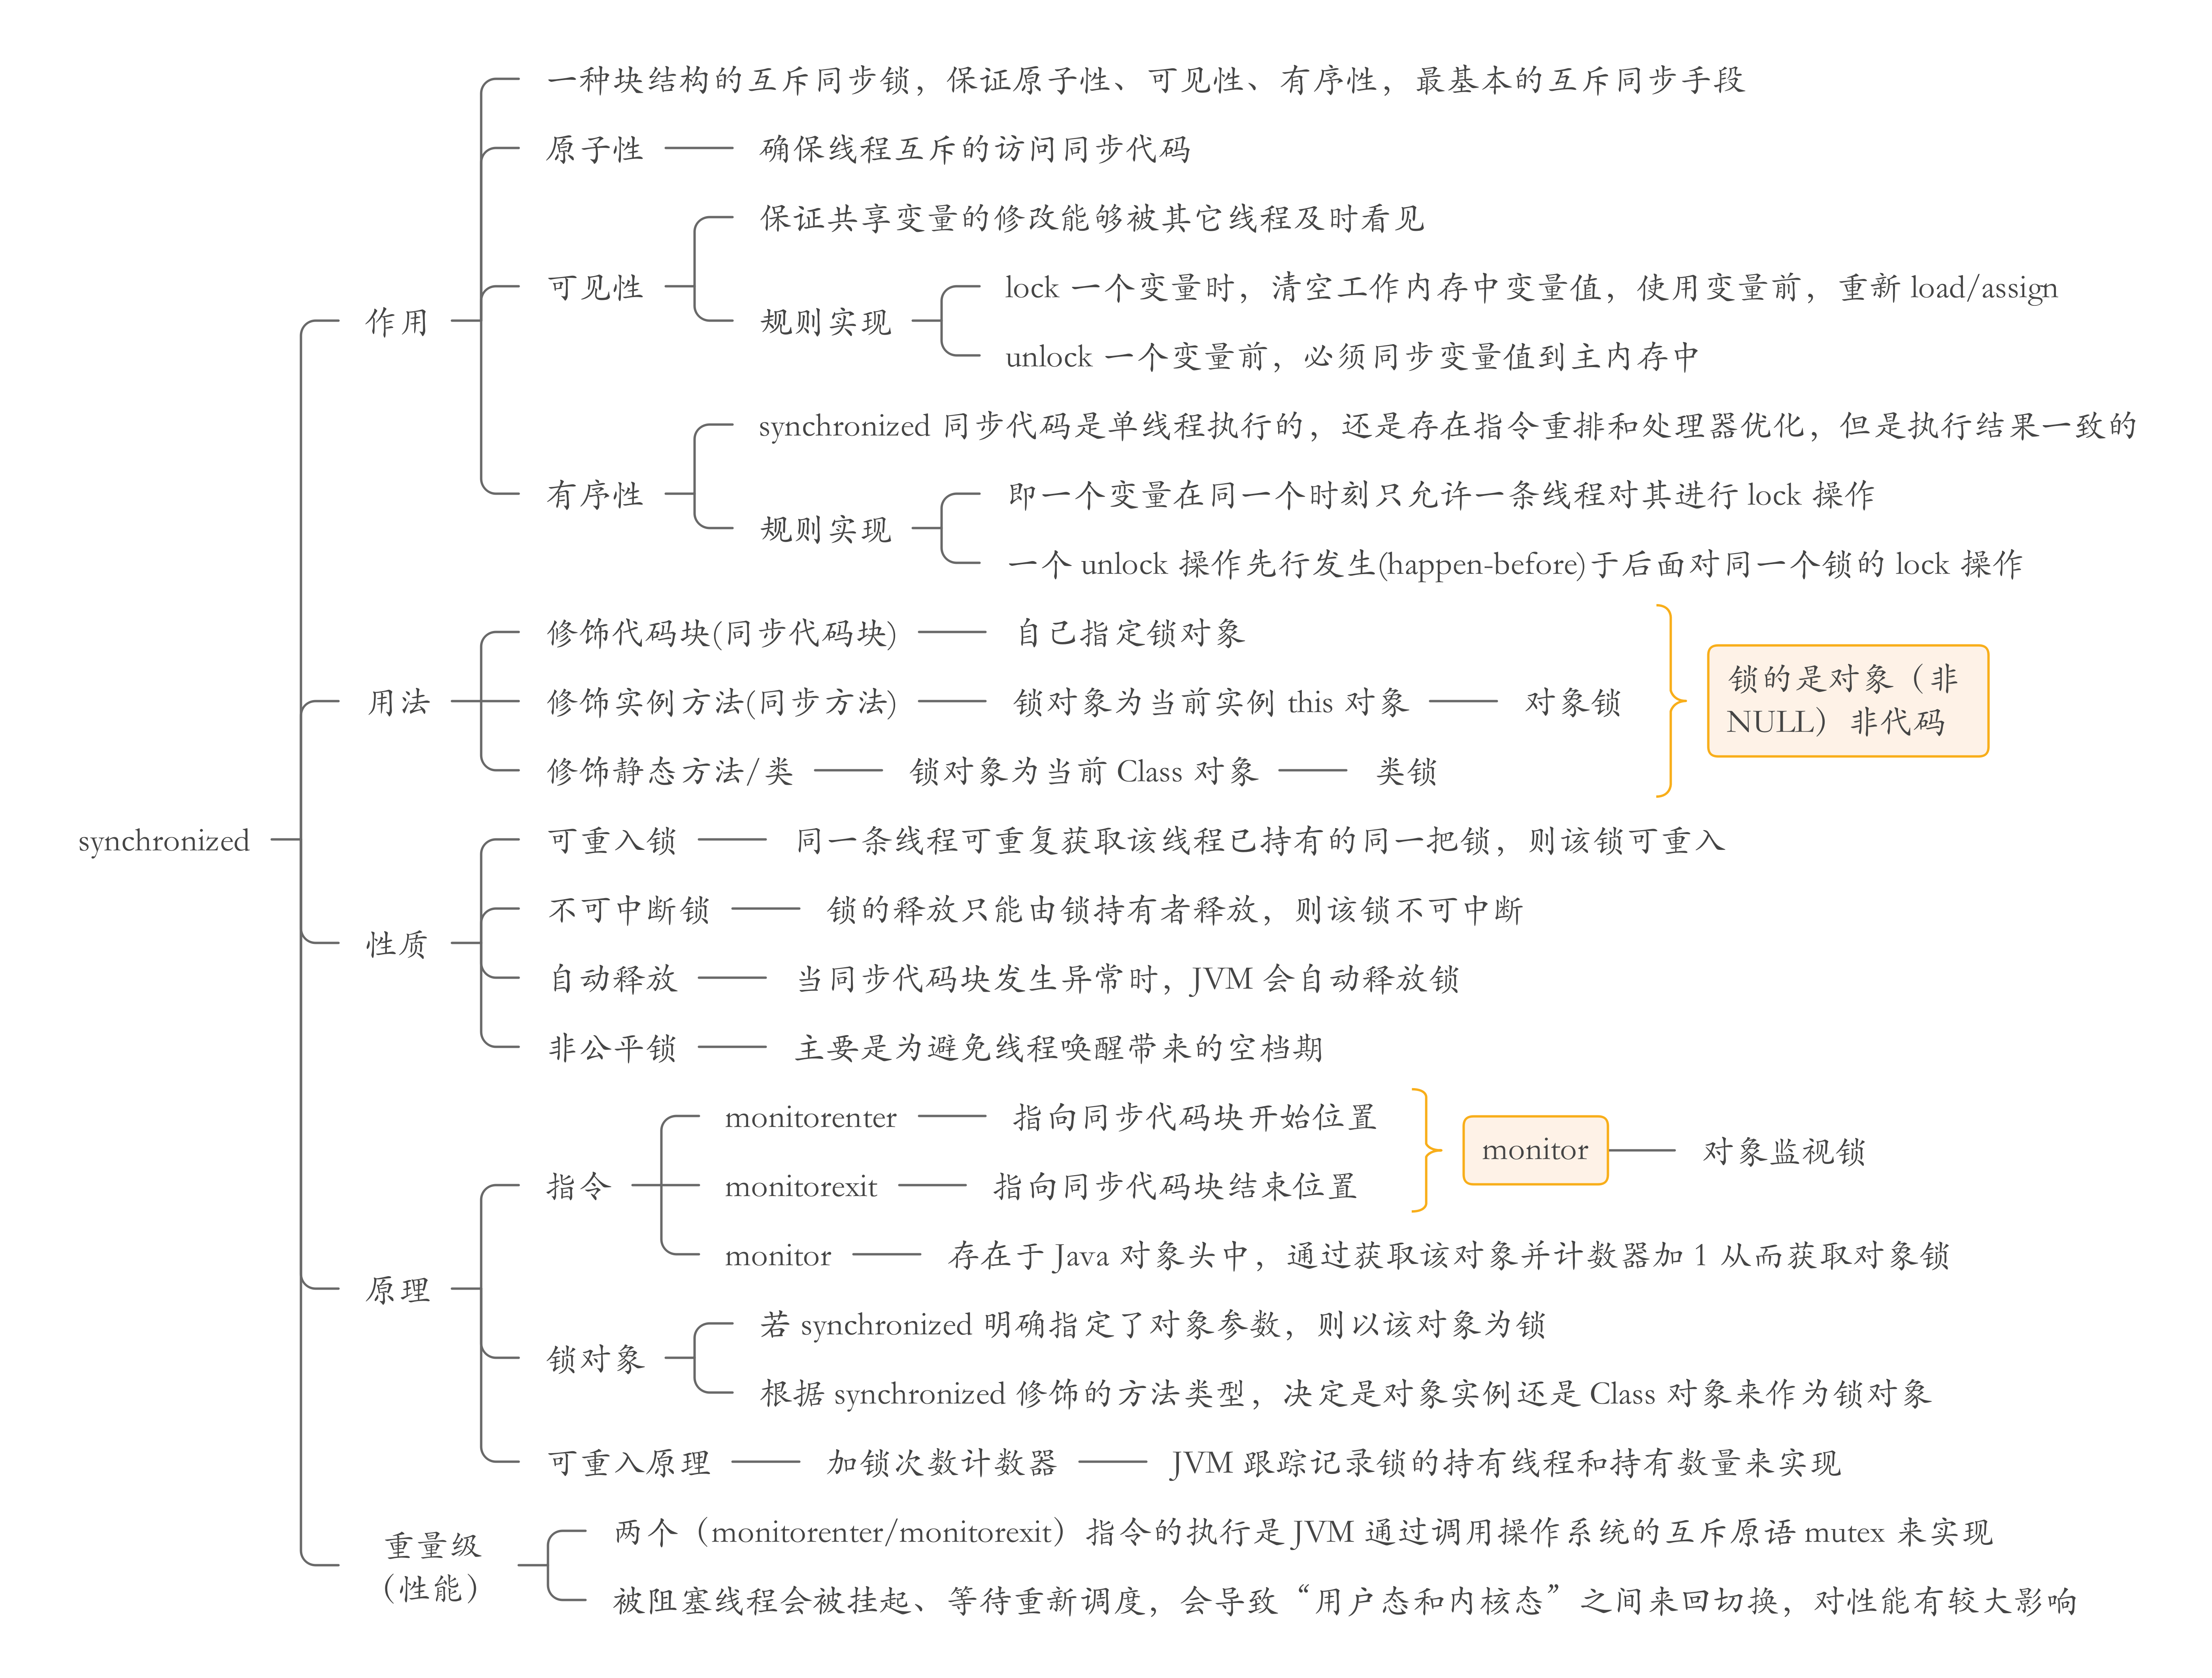 synchronized
作用
一种块结构的互斥同步锁，保证原子性、可见性、有序性，最基本的互斥同步手段
原子性
确保线程互斥的访问同步代码
可见性
保证共享变量的修改能够被其它线程及时看见
规则实现
lock 一个变量时，清空工作内存中变量值，使用变量前，重新 load/assign
unlock 一个变量前，必须同步变量值到主内存中
有序性
synchronized 同步代码是单线程执行的，还是存在指令重排和处理器优化，但是执行结果一致的
规则实现
即一个变量在同一个时刻只允许一条线程对其进行 lock 操作
一个 unlock 操作先行发生(happen-before)于后面对同一个锁的 lock 操作
用法
修饰代码块(同步代码块)
自己指定锁对象
修饰实例方法(同步方法)
锁对象为当前实例 this 对象
对象锁
修饰静态方法/类
锁对象为当前 Class 对象
类锁
锁的是对象（非
NULL）非代码
性质
可重入锁
同一条线程可重复获取该线程已持有的同一把锁，则该锁可重入
不可中断锁
锁的释放只能由锁持有者释放，则该锁不可中断
自动释放
当同步代码块发生异常时，JVM 会自动释放锁
非公平锁
主要是为避免线程唤醒带来的空档期
原理
指令
monitorenter
指向同步代码块开始位置
monitorexit
指向同步代码块结束位置
monitor
对象监视锁
monitor
存在于 Java 对象头中，通过获取该对象并计数器加 1 从而获取对象锁
锁对象
若 synchronized 明确指定了对象参数，则以该对象为锁
根据 synchronized 修饰的方法类型，决定是对象实例还是 Class 对象来作为锁对象
可重入原理
加锁次数计数器
JVM 跟踪记录锁的持有线程和持有数量来实现
重量级
（性能）
两个（monitorenter/monitorexit）指令的执行是 JVM 通过调用操作系统的互斥原语 mutex 来实现
被阻塞线程会被挂起、等待重新调度，会导致“用户态和内核态”之间来回切换，对性能有较大影响